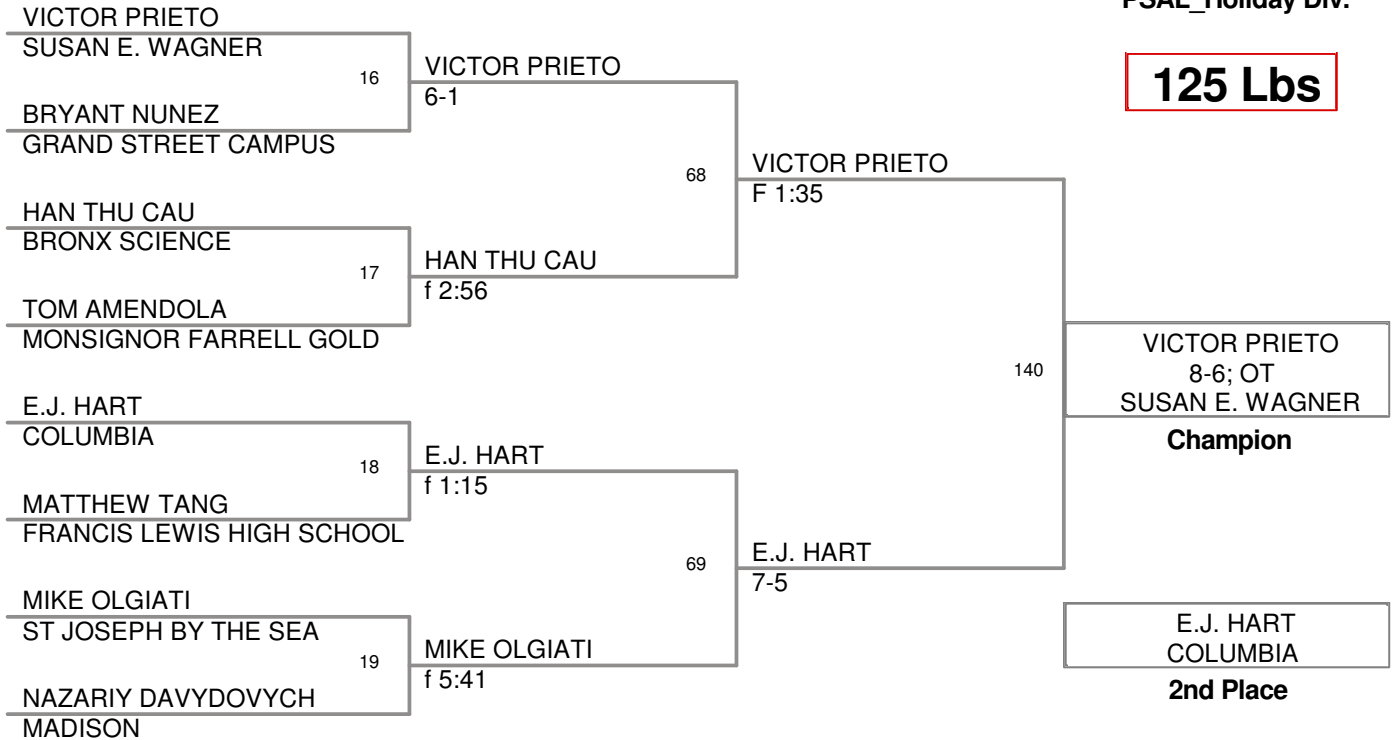 PSAL_Holiday Div.
125 Lbs
VICTOR PRIETO
SUSAN E. WAGNER
16
BRYANT NUNEZ
GRAND STREET CAMPUS
VICTOR PRIETO
6-1
HAN THU CAU
BRONX SCIENCE
17
TOM AMENDOLA
MONSIGNOR FARRELL GOLD
HAN THU CAU
f 2:56
68
VICTOR PRIETO
F 1:35
E.J. HART
COLUMBIA
18
MATTHEW TANG
FRANCIS LEWIS HIGH SCHOOL
E.J. HART
f 1:15
MIKE OLGIATI
ST JOSEPH BY THE SEA
19
NAZARIY DAVYDOVYCH
MADISON
MIKE OLGIATI
f 5:41
69
E.J. HART
7-5
140
VICTOR PRIETO
8-6; OT
SUSAN E. WAGNER
Champion
E.J. HART
COLUMBIA
2nd Place